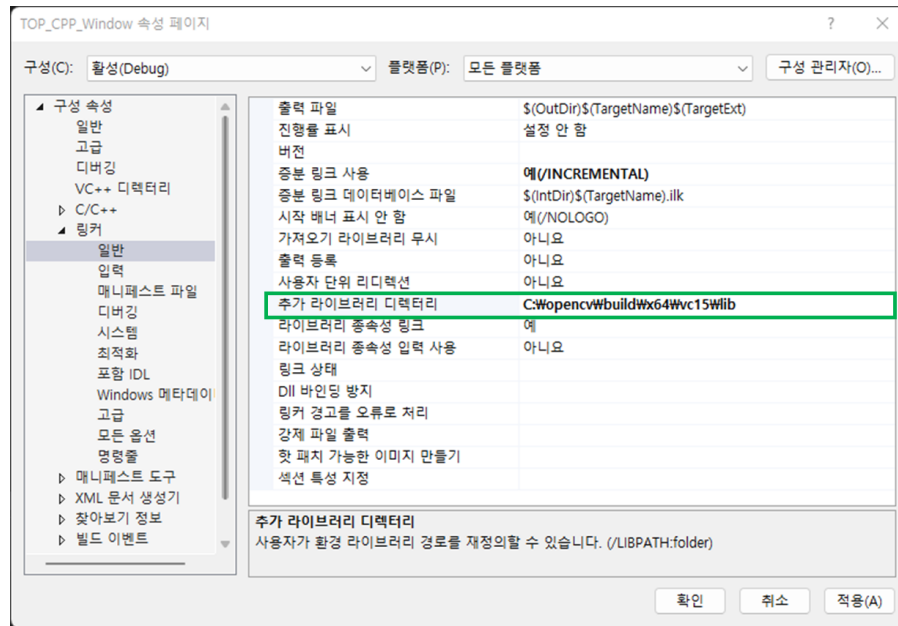 TOP_CPP_Window 속성 페이지
구성(C): 활성(Debug) 플랫폼(P): 모든 플랫폼 구성 관리자(O)...
구성 속성
일반
고급
디버깅
VC++ 디렉터리
C/C++
링커
일반
입력
매니페스트 파일
디버깅
시스템
최적화
포함 IDL
Windows 메타데이
고급
모든 옵션
명령줄
매니페스트 도구
XML 문서 생성기
찾아보기 정보
빌드 이벤트
출력 파일 $(OutDir)$(TargetName)$(TargetExt)
진행률 표시 설정 안 함
버전
증분 링크 사용 예(/INCREMENTAL)
증분 링크 데이터베이스 파일 $(IntDir)$(TargetName).ilk
시작 배너 표시 안 함 예(/NOLOGO)
가져오기 라이브러리 무시 아니요
출력 등록 아니요
사용자 단위 리디렉션 아니요
추가 라이브러리 디렉터리 C:₩opencv₩build₩x64₩vc15₩lib
라이브러리 종속성 링크 예
라이브러리 종속성 입력 사용 아니요
링크 상태
Dll 바인딩 방지
링커 경고를 오류로 처리
강제 파일 출력
핫 패치 가능한 이미지 만들기
섹션 특성 지정
추가 라이브러리 디렉터리
사용자가 환경 라이브러리 경로를 재정의할 수 있습니다. (/LIBPATH:folder)
확인 취소 적용(A)